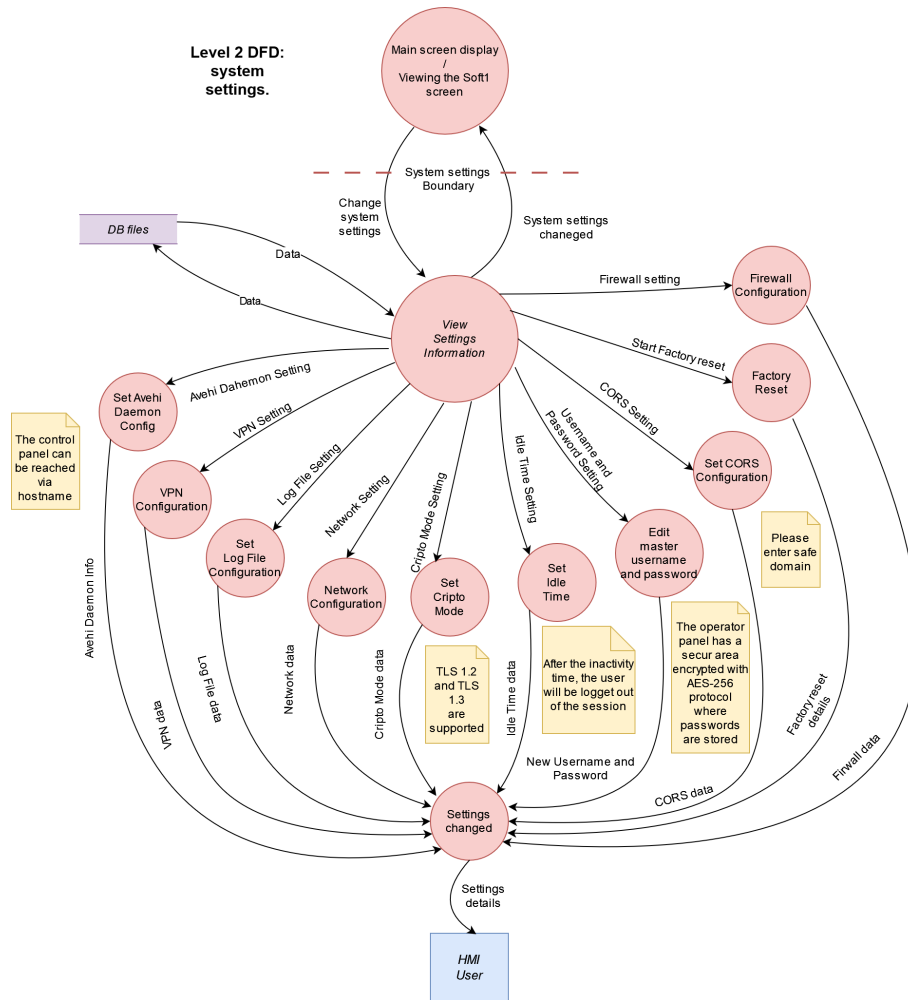 Level 2 DFD:
system
settings.
Main screen display
/
Viewing the Soft1
screen
System settings
Boundary
Change
system
settings
System settings
chaneged
DB files
Data
Data
View
Settings
Information
Firewall setting
Firewall
Configuration
Start Factory reset
Factory
Reset
CORS Setting
Set CORS
Configuration
Username and
Password Setting
Edit
master
username
and password
Idle Time Setting
Set
Idle
Time
Cripto Mode Setting
Set
Cripto
Mode
Network Setting
Network
Configuration
Log File Setting
Set
Log File
Configuration
VPN Setting
VPN
Configuration
Avehi Dahemon Setting
Set Avehi
Daemon
Config
The control
panel can
be reached
via
hostname
Please
enter safe
domain
The operator
panel has a
secur area
encrypted with
AES-256
protocol
where
passwords
are stored
After the inactivity
time, the user
will be logget out
of the session
TLS 1.2
and TLS
1.3
are
supported
Avehi Daemon Info
VPN data
Log File data
Network data
Cripto Mode data
Idle Time data
New Username and
Password
CORS data
Factory reset
details
Firwall data
Settings
changed
Settings
details
HMI
User